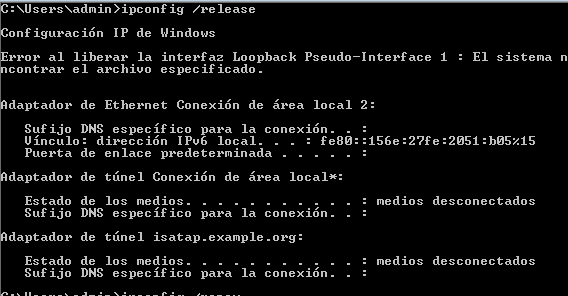 C:\Users\admin>ipconfig /release
Configuración IP de Windows
Error al liberar la interfaz Loopback Pseudo-Interface 1 : El sistema n
ncontrar el archivo especificado.
Adaptador de Ethernet Conexión de área local 2:
Sufijo DNS específico para la conexión. . :
Vínculo: dirección IPv6 local. . . : fe80::156e:27fe:2051:b05%15
Puerta de enlace predeterminada . . . . . :
Adaptador de túnel Conexión de área local*:
Estado de los medios. . . . . . . . . . . : medios desconectados
Sufijo DNS específico para la conexión. . :
Adaptador de túnel isatap.example.org:
Estado de los medios. . . . . . . . . . . : medios desconectados
Sufijo DNS específico para la conexión. . :
C:\Users\admin>ipconfig /renew